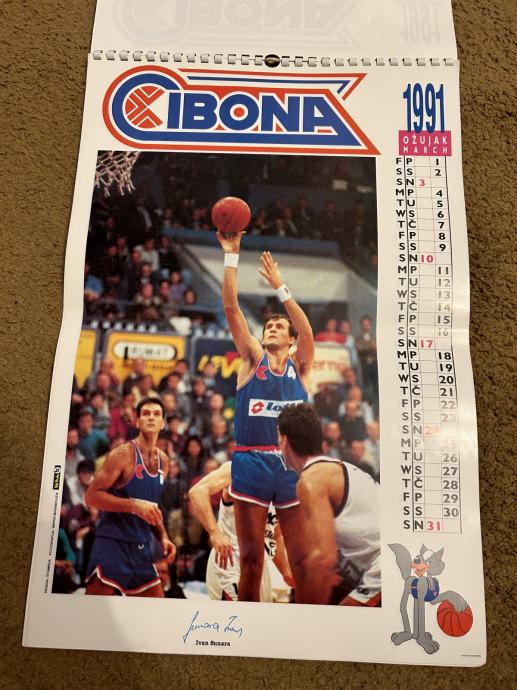 CIBONA
1991
OŽUJAK
MARCH
F P 1
S S 2
S N 3
M P 4
T U 5
W S 6
T Č 7
F P 8
S S 9
S N 10
M P 11
T U 12
W S 13
T Č 14
F P 15
S S 16
S N 17
M P 18
T U 19
W S 20
T Č 21
F P 22
S S 23
S N 24
M P 25
T U 26
W S 27
T Č 28
F P 29
S S 30
S N 31
4
Lotto
Ivan Sunara